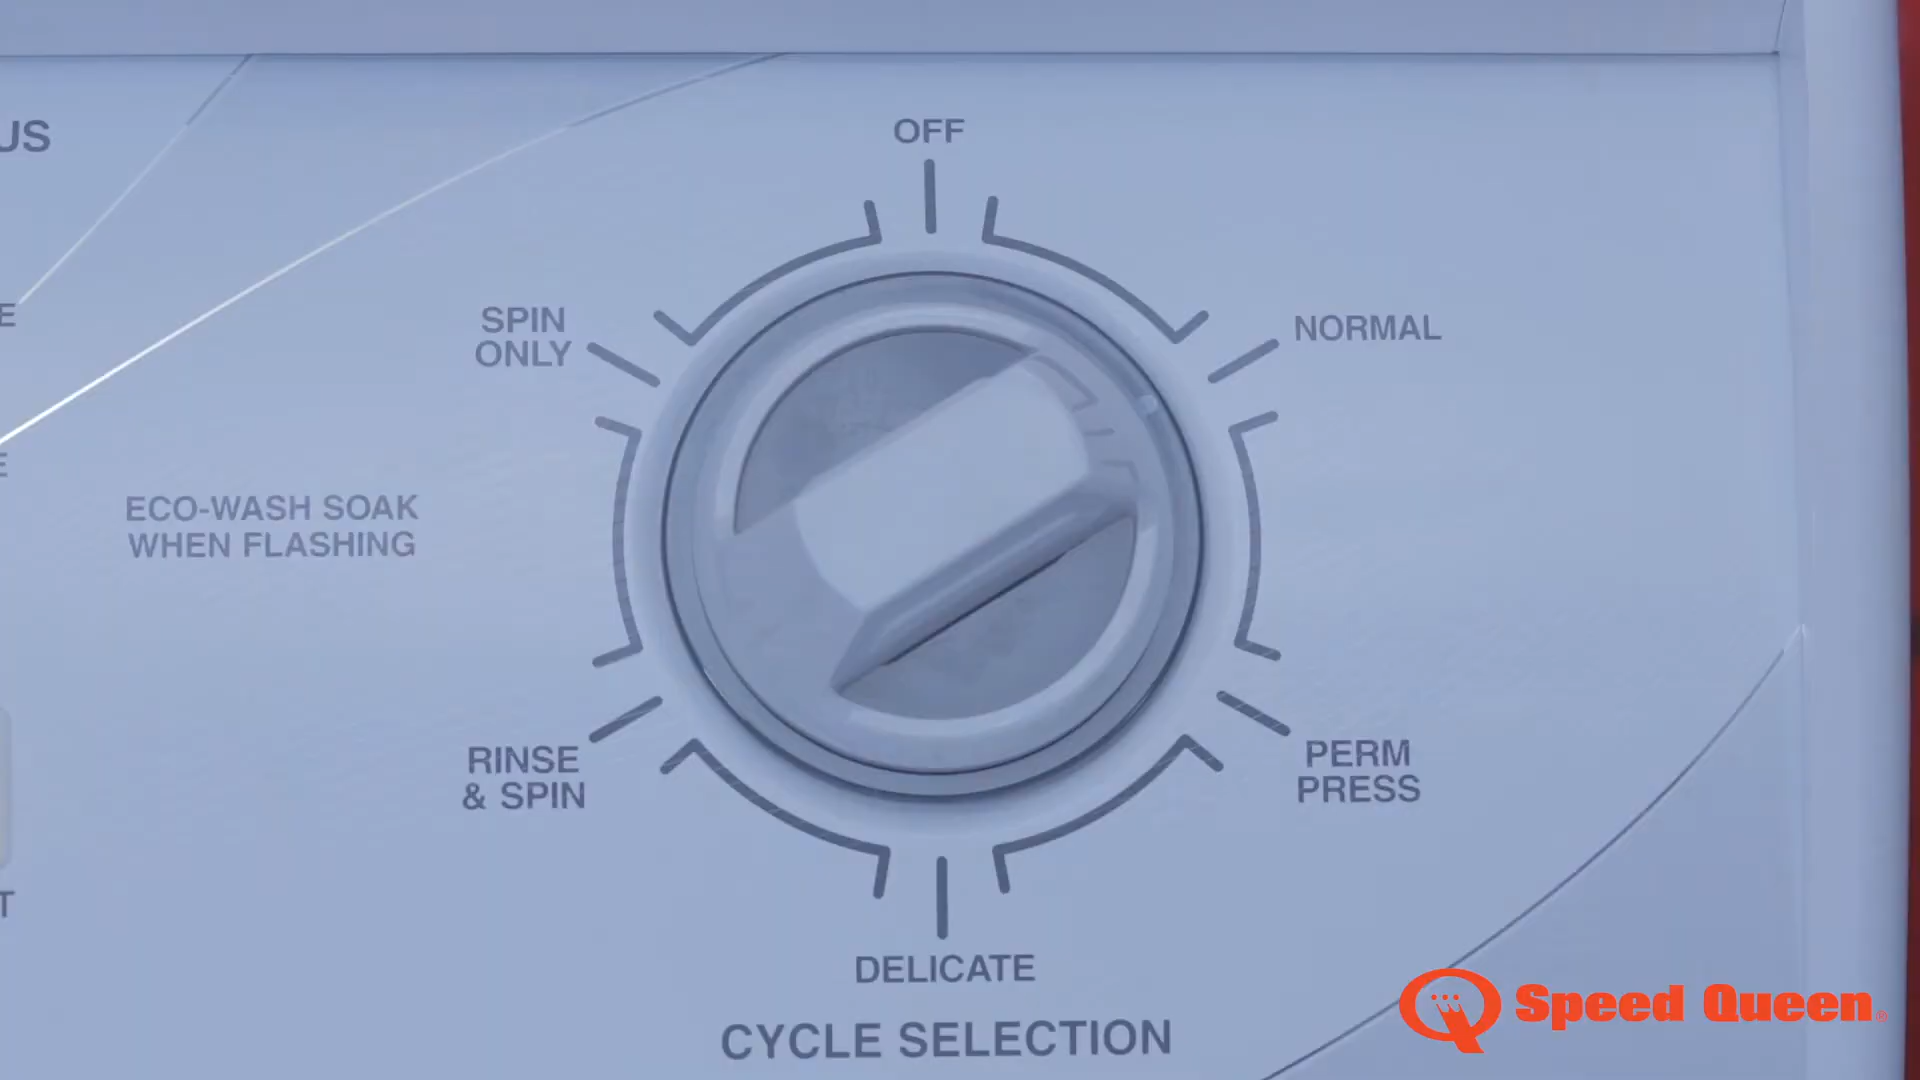 OFF
SPIN
ONLY
NORMAL
ECO-WASH SOAK
WHEN FLASHING
RINSE
& SPIN
PERM
PRESS
DELICATE
CYCLE SELECTION
Speed Queen®